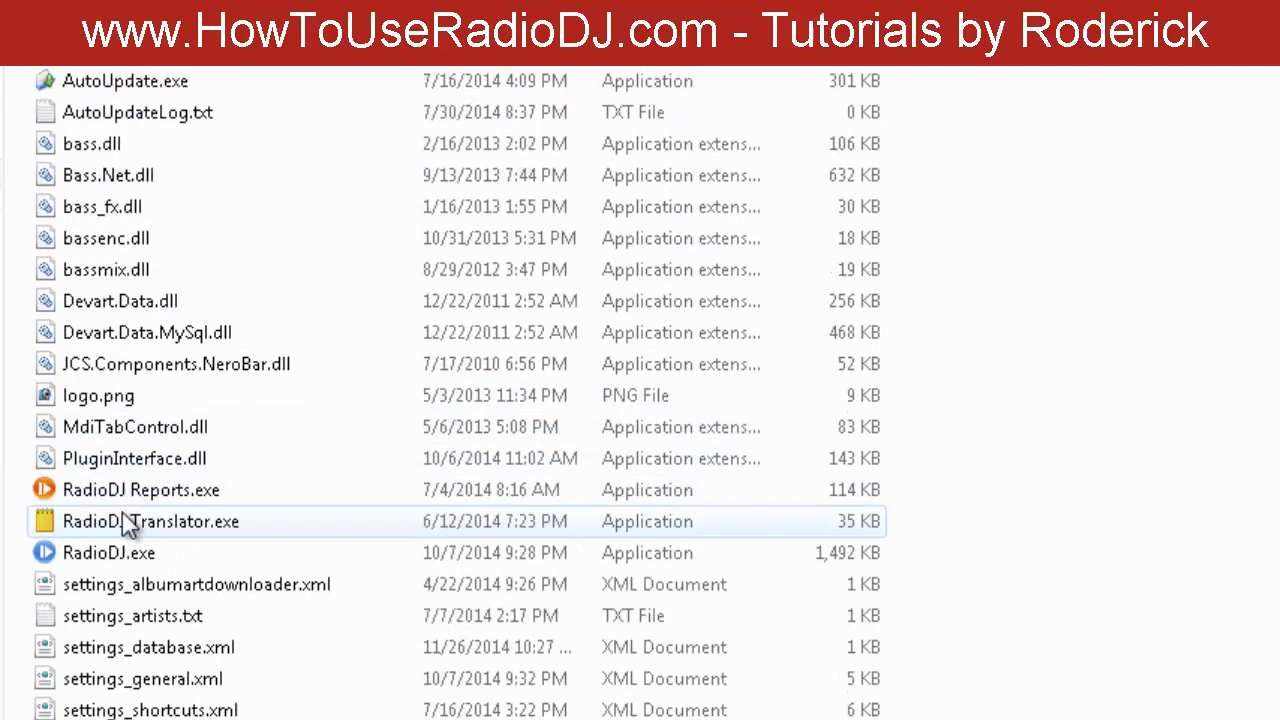 www.HowToUseRadioDJ.com - Tutorials by Roderick
AutoUpdate.exe 7/16/2014 4:09 PM Application 301 KB
AutoUpdateLog.txt 7/30/2014 8:37 PM TXT File 0 KB
bass.dll 2/16/2013 2:02 PM Application extens... 106 KB
Bass.Net.dll 9/13/2013 7:44 PM Application extens... 632 KB
bass_fx.dll 1/16/2013 1:55 PM Application extens... 30 KB
bassenc.dll 10/31/2013 5:31 PM Application extens... 18 KB
bassmix.dll 8/29/2012 3:47 PM Application extens... 19 KB
Devart.Data.dll 12/22/2011 2:52 AM Application extens... 256 KB
Devart.Data.MySql.dll 12/22/2011 2:52 AM Application extens... 468 KB
JCS.Components.NeroBar.dll 7/17/2010 6:56 PM Application extens... 52 KB
logo.png 5/3/2013 11:34 PM PNG File 9 KB
MdiTabControl.dll 5/6/2013 5:08 PM Application extens... 83 KB
PluginInterface.dll 10/6/2014 11:02 AM Application extens... 143 KB
RadioDJ Reports.exe 7/4/2014 8:16 AM Application 114 KB
RadioDJ Translator.exe 6/12/2014 7:23 PM Application 35 KB
RadioDJ.exe 10/7/2014 9:28 PM Application 1,492 KB
settings_albumartdownloader.xml 4/22/2014 9:26 PM XML Document 1 KB
settings_artists.txt 7/7/2014 2:17 PM TXT File 1 KB
settings_database.xml 11/26/2014 10:27 ... XML Document 1 KB
settings_general.xml 10/7/2014 9:32 PM XML Document 5 KB
settings_shortcuts.xml 7/16/2014 3:22 PM XML Document 6 KB